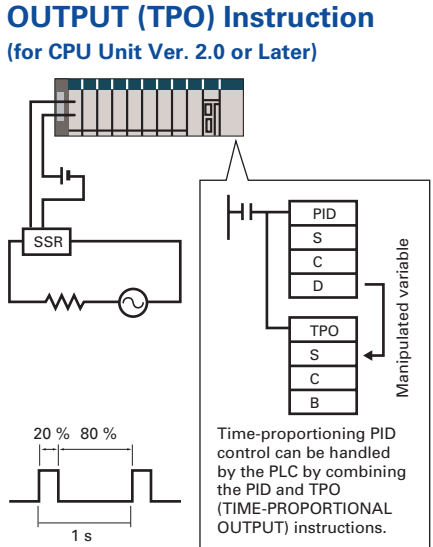 OUTPUT (TPO) Instruction
(for CPU Unit Ver. 2.0 or Later)
SSR
PID
S
C
D
Manipulated variable
TPO
S
C
B
20 % 80 %
1 s
Time-proportioning PID
control can be handled
by the PLC by combining
the PID and TPO
(TIME-PROPORTIONAL
OUTPUT) instructions.